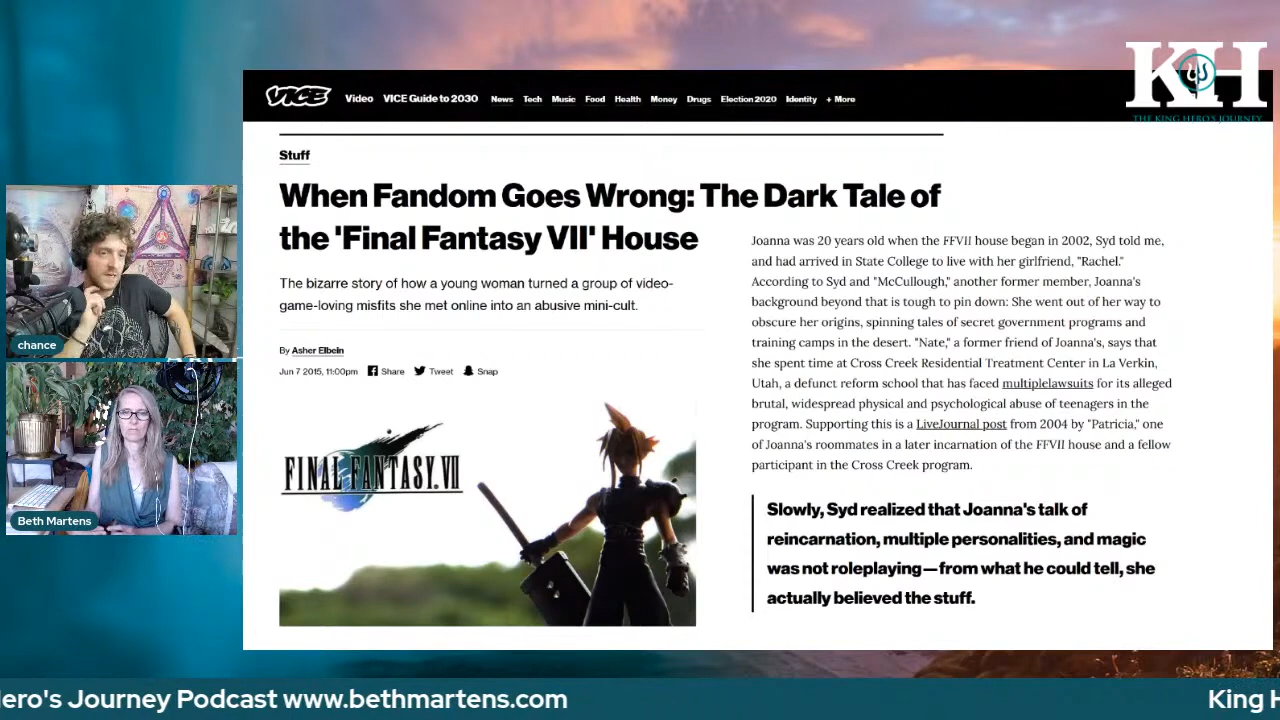 KH
THE KING HERO'S JOURNEY
VICE Video VICE Guide to 2030 News Tech Music Food Health Money Drugs Election 2020 Identity + More
Stuff
When Fandom Goes Wrong: The Dark Tale of
the 'Final Fantasy VII' House
The bizarre story of how a young woman turned a group of video-
game-loving misfits she met online into an abusive mini-cult.
By Asher Elbein
Jun 7 2015, 11:00pm Share Tweet Snap
FINAL FANTASY.VII
Joanna was 20 years old when the FFVII house began in 2002, Syd told me,
and had arrived in State College to live with her girlfriend, "Rachel."
According to Syd and "McCullough," another former member, Joanna's
background beyond that is tough to pin down: She went out of her way to
obscure her origins, spinning tales of secret government programs and
training camps in the desert. "Nate," a former friend of Joanna's, says that
she spent time at Cross Creek Residential Treatment Center in La Verkin,
Utah, a defunct reform school that has faced multiplelawsuits for its alleged
brutal, widespread physical and psychological abuse of teenagers in the
program. Supporting this is a LiveJournal post from 2004 by "Patricia," one
of Joanna's roommates in a later incarnation of the FFVII house and a fellow
participant in the Cross Creek program.
Slowly, Syd realized that Joanna's talk of
reincarnation, multiple personalities, and magic
was not roleplaying—from what he could tell, she
actually believed the stuff.
chance
Beth Martens
Hero's Journey Podcast www.bethmartens.com
King H